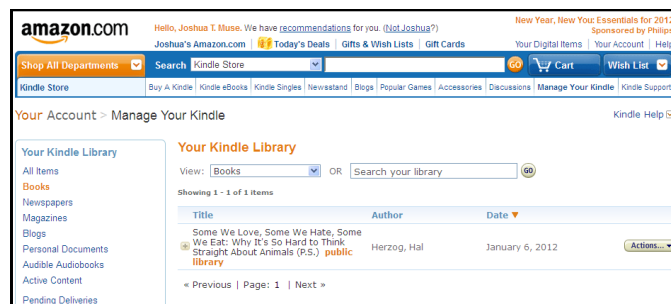 amazon.com
Hello, Joshua T. Muse. We have recommendations for you. (Not Joshua?)
New Year, New You: Essentials for 2012
Sponsored by Philips
Joshua's Amazon.com | Today's Deals | Gifts & Wish Lists | Gift Cards
Your Digital Items | Your Account | Help
Shop All Departments Search Kindle Store GO Cart Wish List
Kindle Store Buy A Kindle Kindle eBooks Kindle Singles Newsstand Blogs Popular Games Accessories Discussions Manage Your Kindle Kindle Support
Your Account > Manage Your Kindle Kindle Help
Your Kindle Library
All Items
Books
Newspapers
Magazines
Blogs
Personal Documents
Audible Audiobooks
Active Content
Pending Deliveries
Your Kindle Library
View: Books OR Search your library GO
Showing 1 - 1 of 1 items
Title Author Date ▼
Some We Love, Some We Hate, Some
We Eat: Why It's So Hard to Think
Straight About Animals (P.S.) public
library
Herzog, Hal January 6, 2012 Actions...
« Previous | Page: 1 | Next »